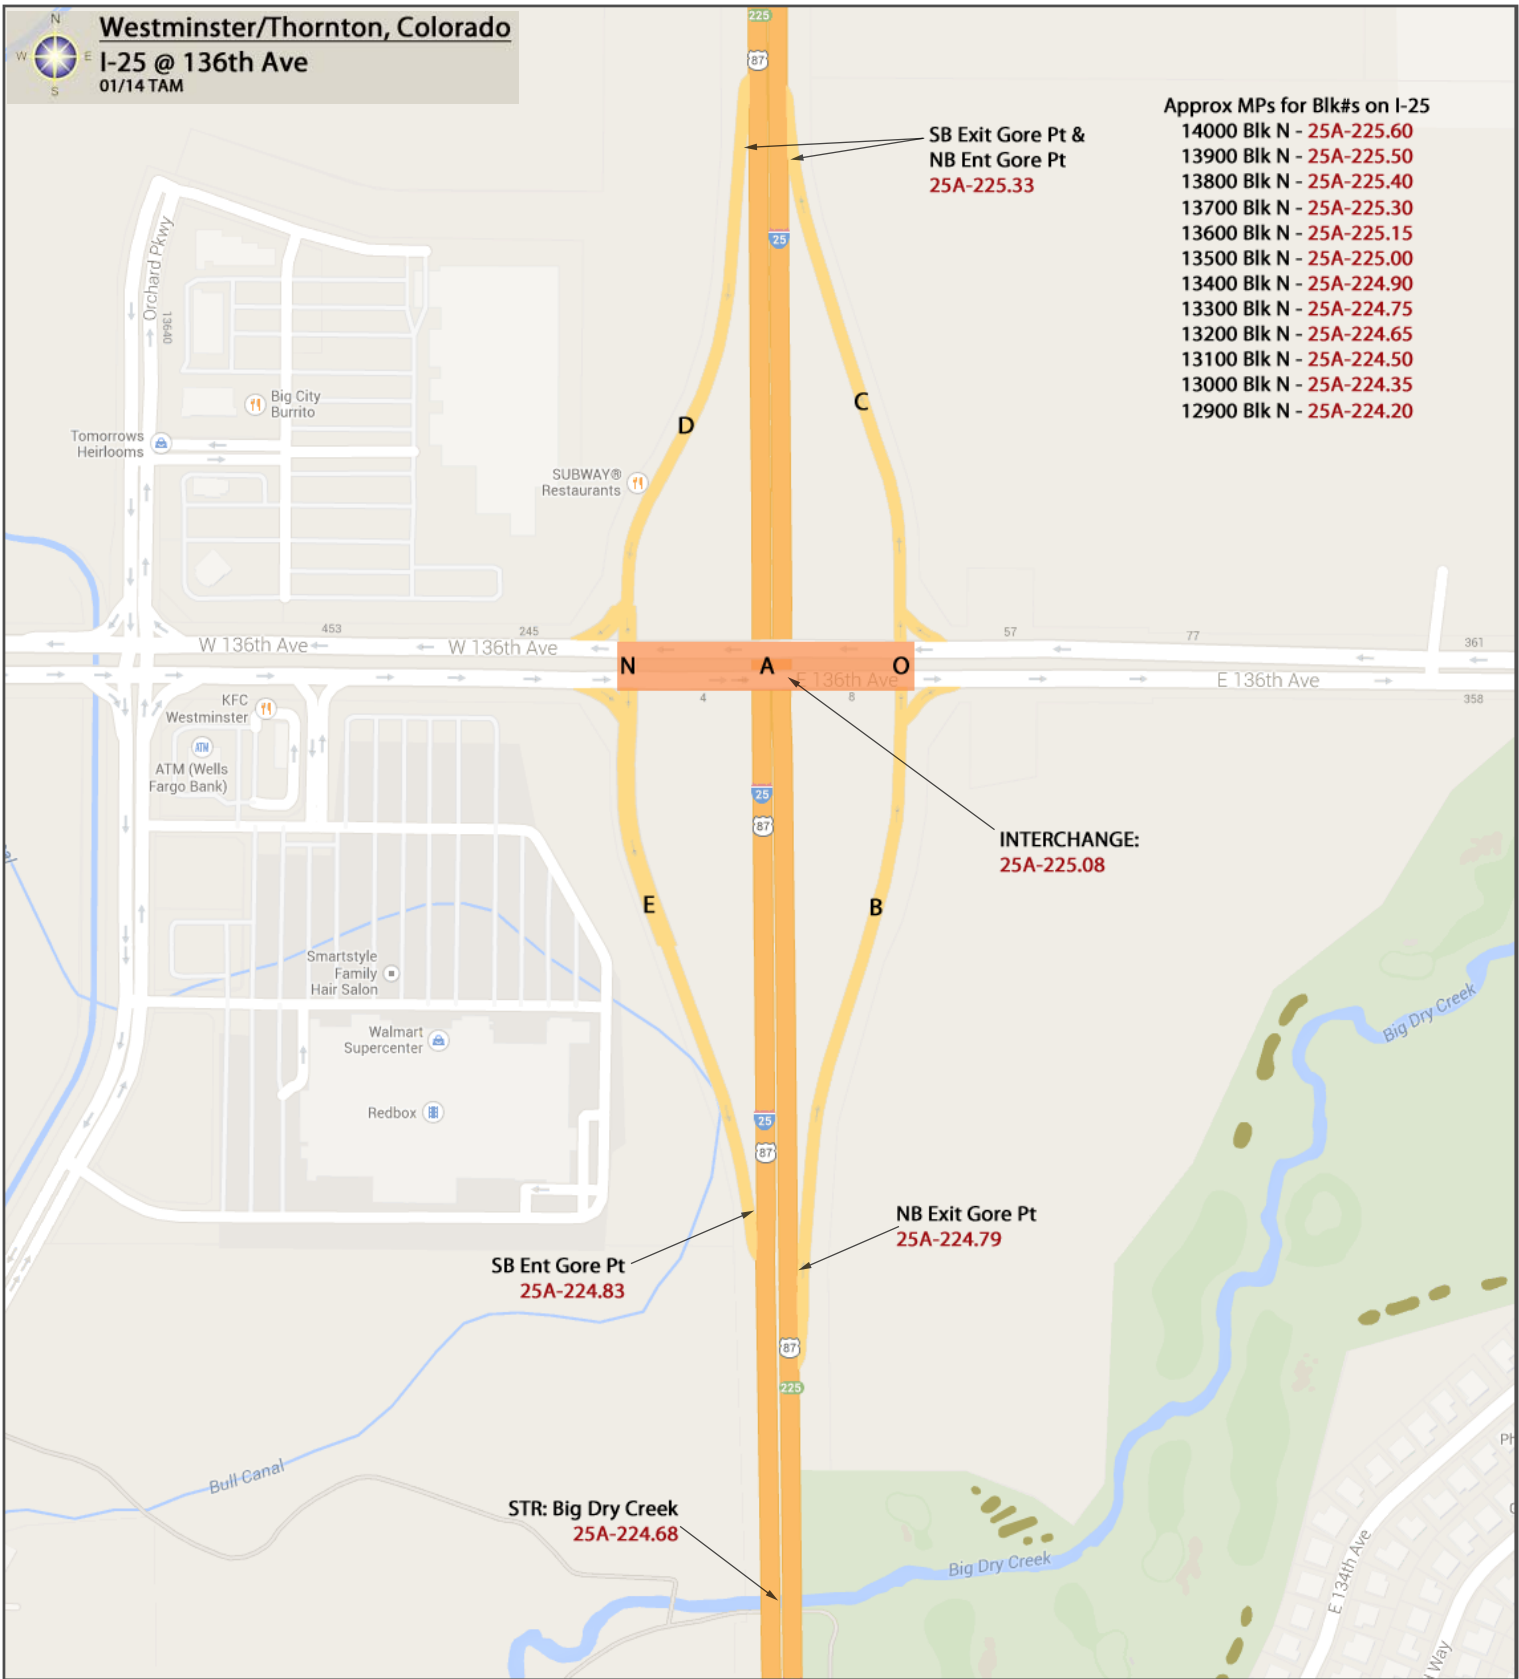 N
W
E
S
Westminster/Thornton, Colorado
I-25 @ 136th Ave
01/14 TAM
225
87
SB Exit Gore Pt &
NB Ent Gore Pt
25A-225.33
Approx MPs for Blk#s on I-25
14000 Blk N - 25A-225.60
13900 Blk N - 25A-225.50
13800 Blk N - 25A-225.40
13700 Blk N - 25A-225.30
13600 Blk N - 25A-225.15
13500 Blk N - 25A-225.00
13400 Blk N - 25A-224.90
13300 Blk N - 25A-224.75
13200 Blk N - 25A-224.65
13100 Blk N - 25A-224.50
13000 Blk N - 25A-224.35
12900 Blk N - 25A-224.20
25
Orchard Pkwy
13640
Big City
Burrito
Tomorrows
Heirlooms
D
C
SUBWAY®
Restaurants
453
245
57
77
361
W 136th Ave
W 136th Ave
N
A
O
E 136th Ave
E 136th Ave
4
8
358
KFC
Westminster
ATM
ATM (Wells
Fargo Bank)
25
87
INTERCHANGE:
25A-225.08
E
B
Smartstyle
Family
Hair Salon
Walmart
Supercenter
Redbox
25
87
Big Dry Creek
NB Exit Gore Pt
25A-224.79
SB Ent Gore Pt
25A-224.83
87
225
Bull Canal
STR: Big Dry Creek
25A-224.68
Big Dry Creek
E 134th Ave
Way